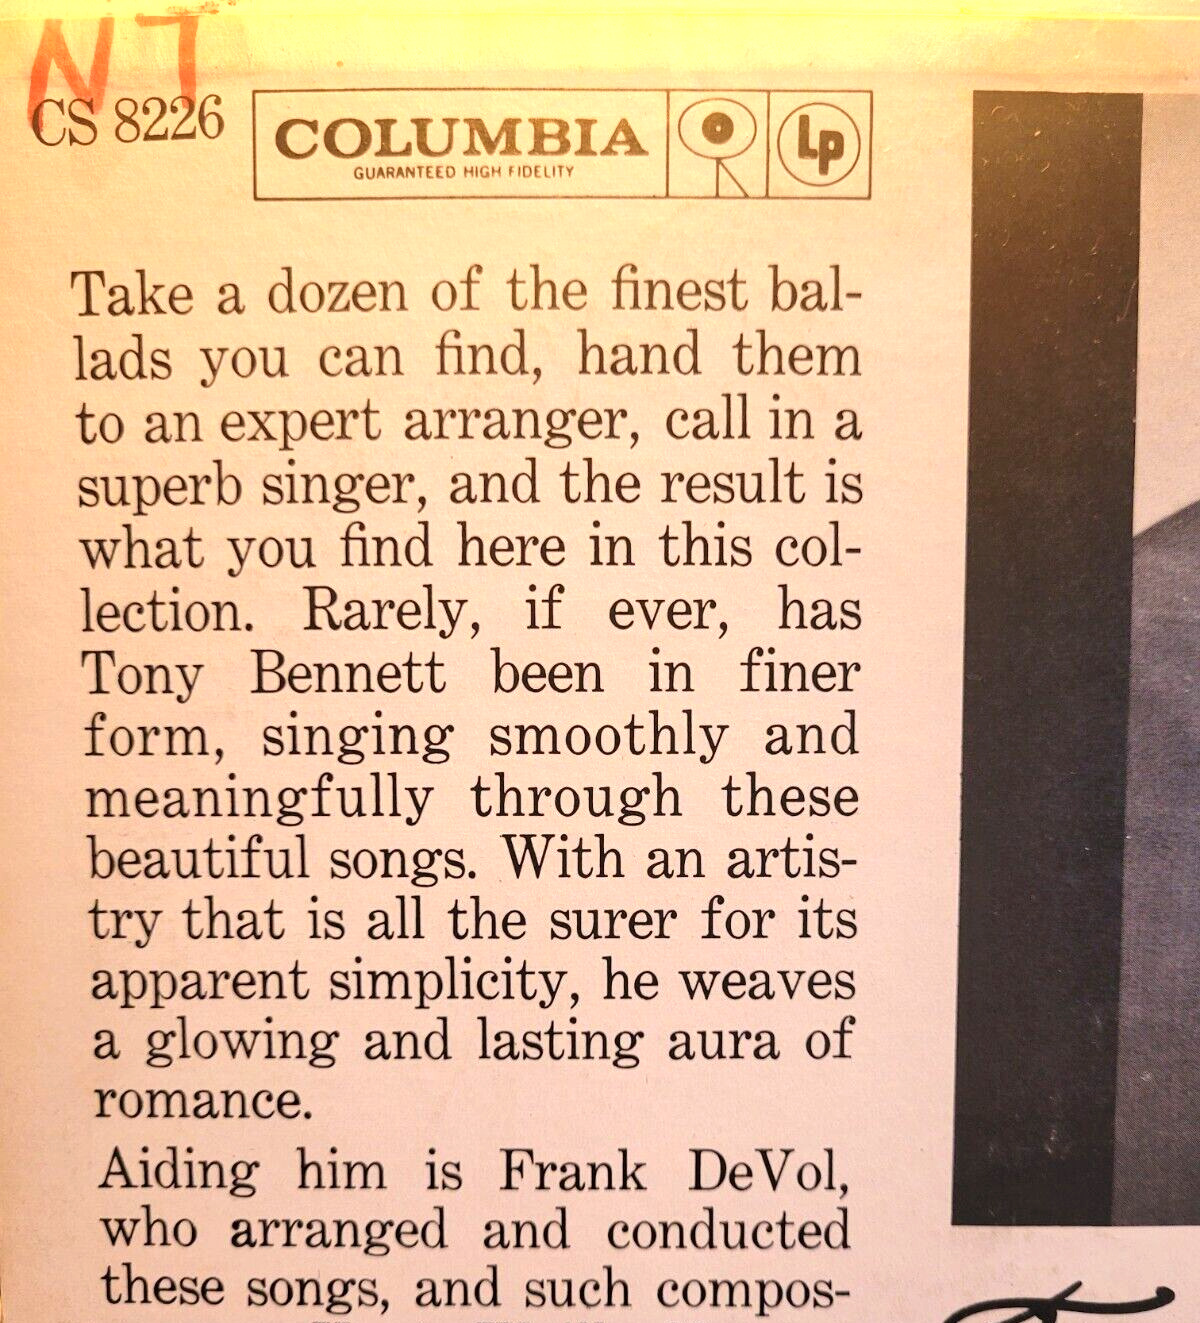 NT
CS 8226
COLUMBIA
GUARANTEED HIGH FIDELITY
Lp
Take a dozen of the finest bal-
lads you can find, hand them
to an expert arranger, call in a
superb singer, and the result is
what you find here in this col-
lection. Rarely, if ever, has
Tony Bennett been in finer
form, singing smoothly and
meaningfully through these
beautiful songs. With an artis-
try that is all the surer for its
apparent simplicity, he weaves
a glowing and lasting aura of
romance.
Aiding him is Frank DeVol,
who arranged and conducted
these songs, and such compos-